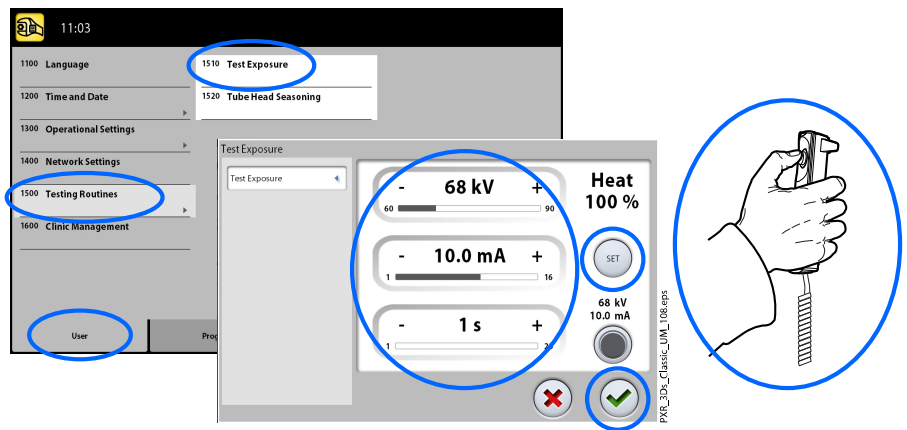 11:03
1100 Language
1200 Time and Date
1300 Operational Settings
1400 Network Settings
1500 Testing Routines
1600 Clinic Management
1510 Test Exposure
1520 Tube Head Seasoning
User
Test Exposure
Test Exposure
- 68 kV +
60 90
- 10.0 mA +
1 16
- 1 s +
1
Heat
100 %
SET
68 kV
10.0 mA
PXR_3Ds_Classic_UM_108.eps